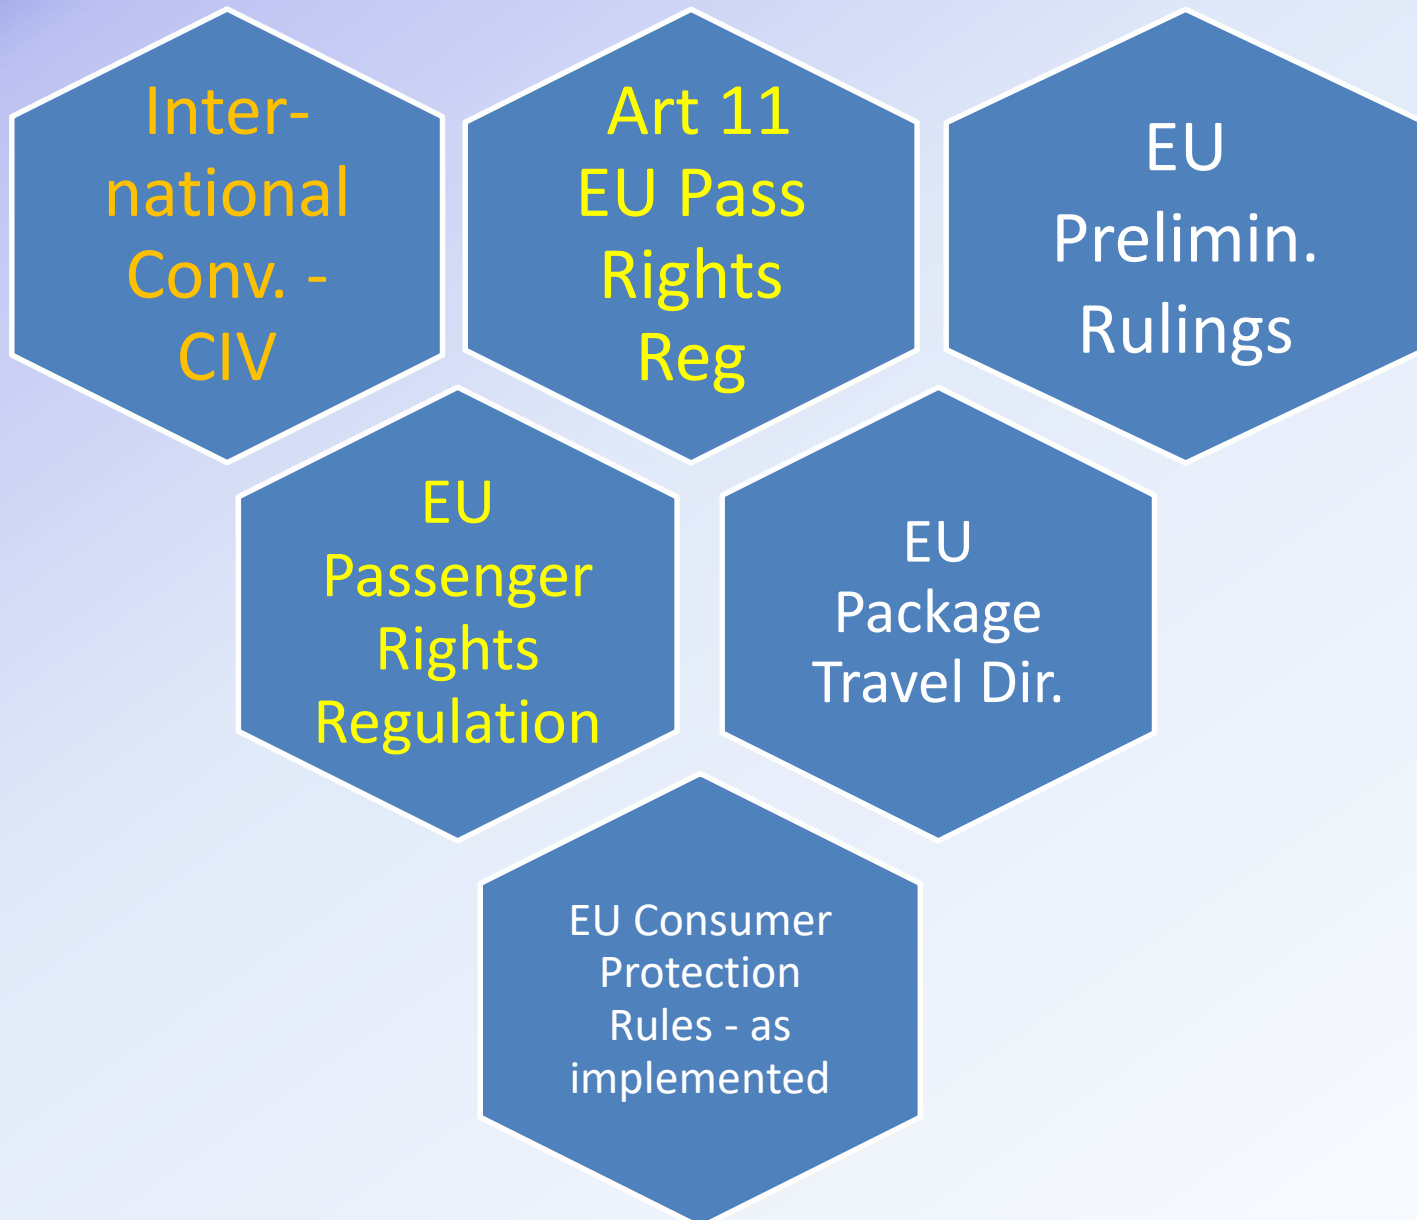 Inter-
national
Conv. -
CIV
Art 11
EU Pass
Rights
Reg
EU
Prelimin.
Rulings
EU
Passenger
Rights
Regulation
EU
Package
Travel Dir.
EU Consumer
Protection
Rules - as
implemented